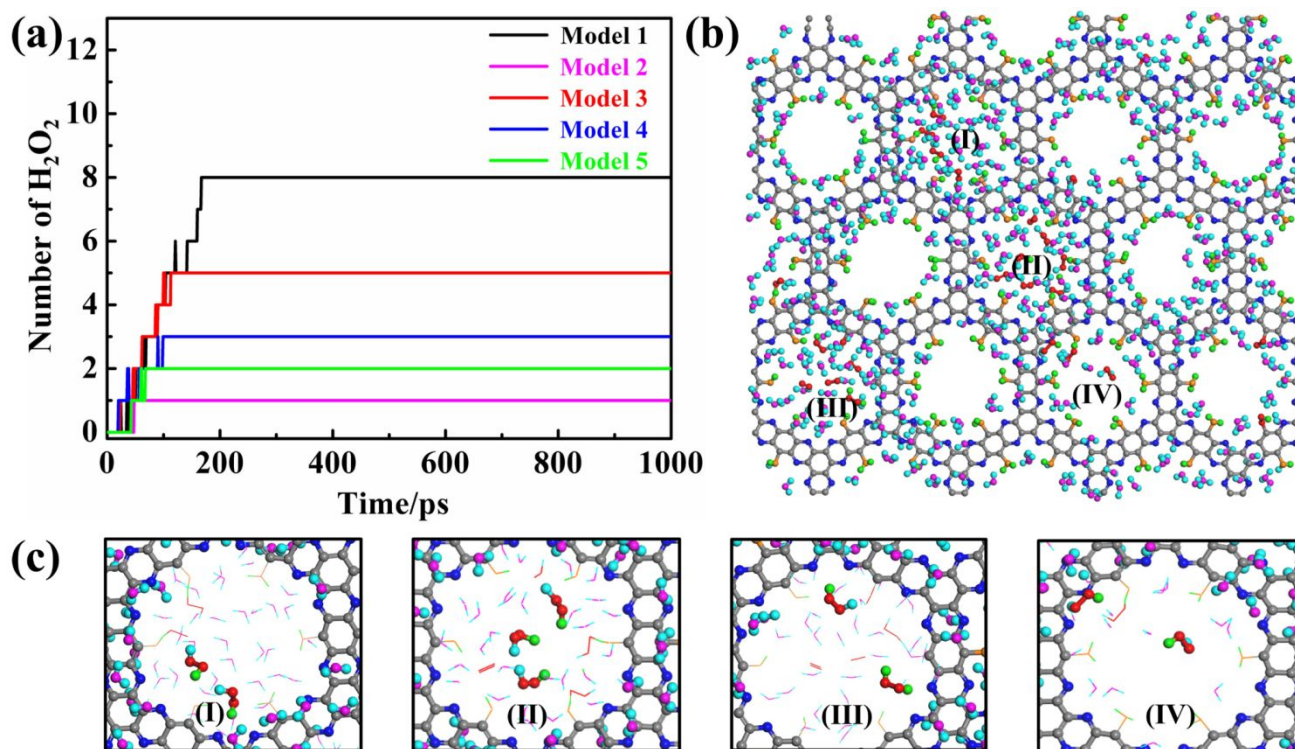 (a)
12
10
8
6
4
2
0
Number of H₂O₂
0 200 400 600 800 1000
Time/ps
Model 1
Model 2
Model 3
Model 4
Model 5
(b)
(I)
(II)
(III)
(IV)
(c)
(I)
(II)
(III)
(IV)